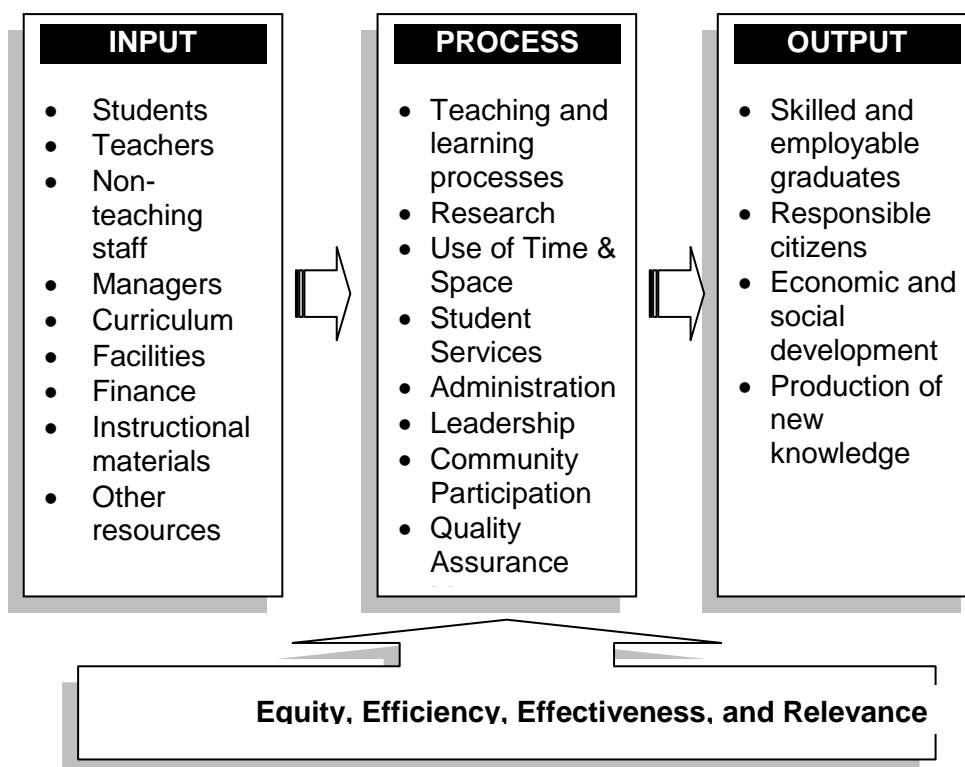 INPUT
• Students
• Teachers
• Non-
teaching
staff
• Managers
• Curriculum
• Facilities
• Finance
• Instructional
materials
• Other
resources
PROCESS
• Teaching and
learning
processes
• Research
• Use of Time &
Space
• Student
Services
• Administration
• Leadership
• Community
Participation
• Quality
Assurance
OUTPUT
• Skilled and
employable
graduates
• Responsible
citizens
• Economic and
social
development
• Production of
new
knowledge
Equity, Efficiency, Effectiveness, and Relevance